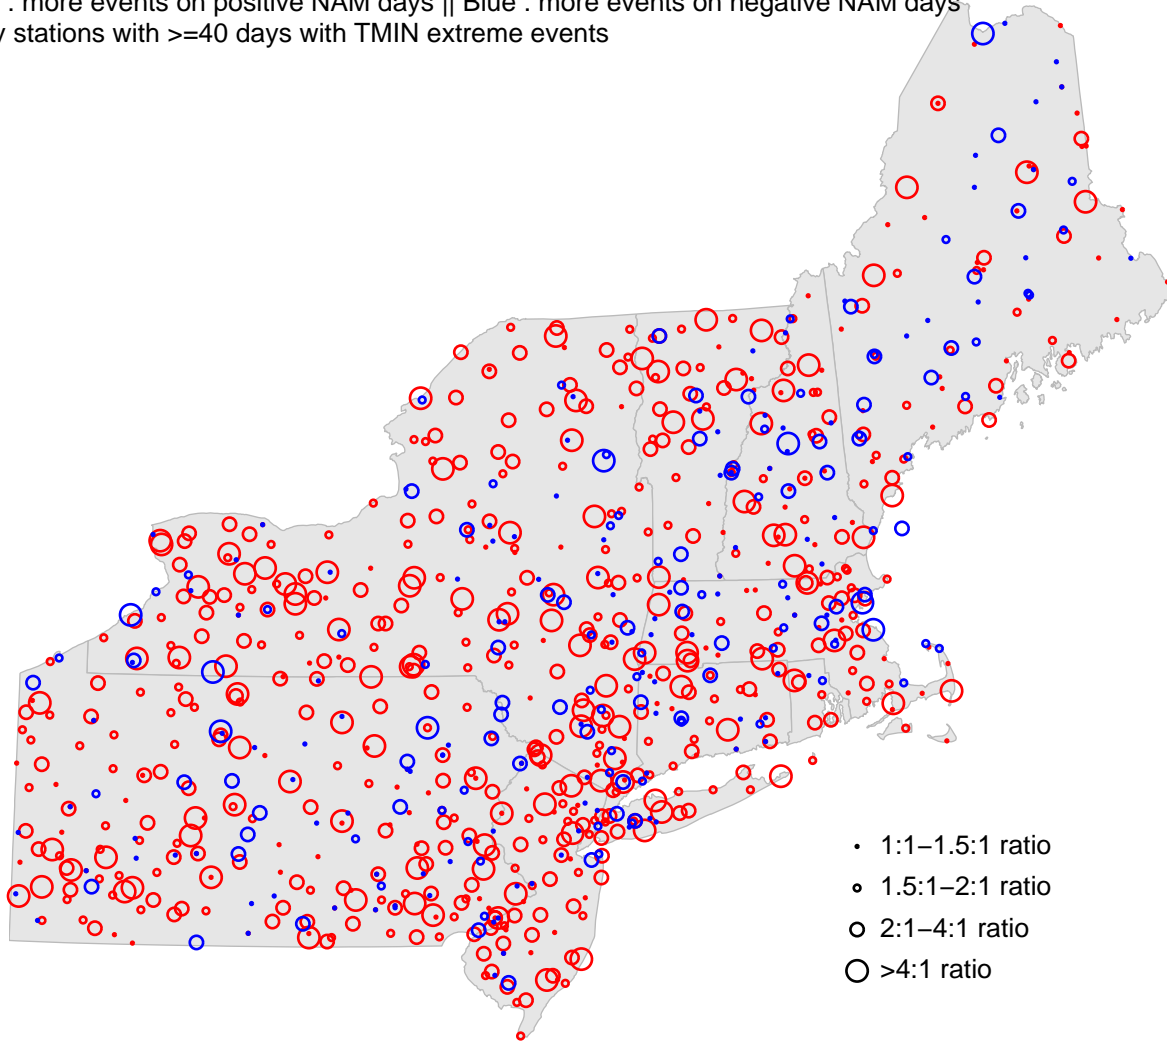 : more events on positive NAM days || Blue : more events on negative NAM days
stations with >=40 days with TMIN extreme events
1:1−1.5:1 ratio
1.5:1−2:1 ratio
2:1−4:1 ratio
>4:1 ratio